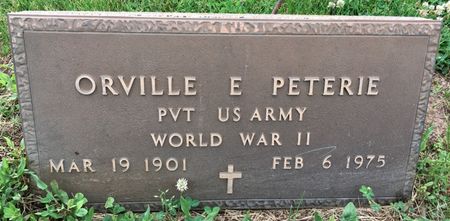 ORVILLE E PETERIE
PVT US ARMY
WORLD WAR II
MAR 19 1901 FEB 6 1975